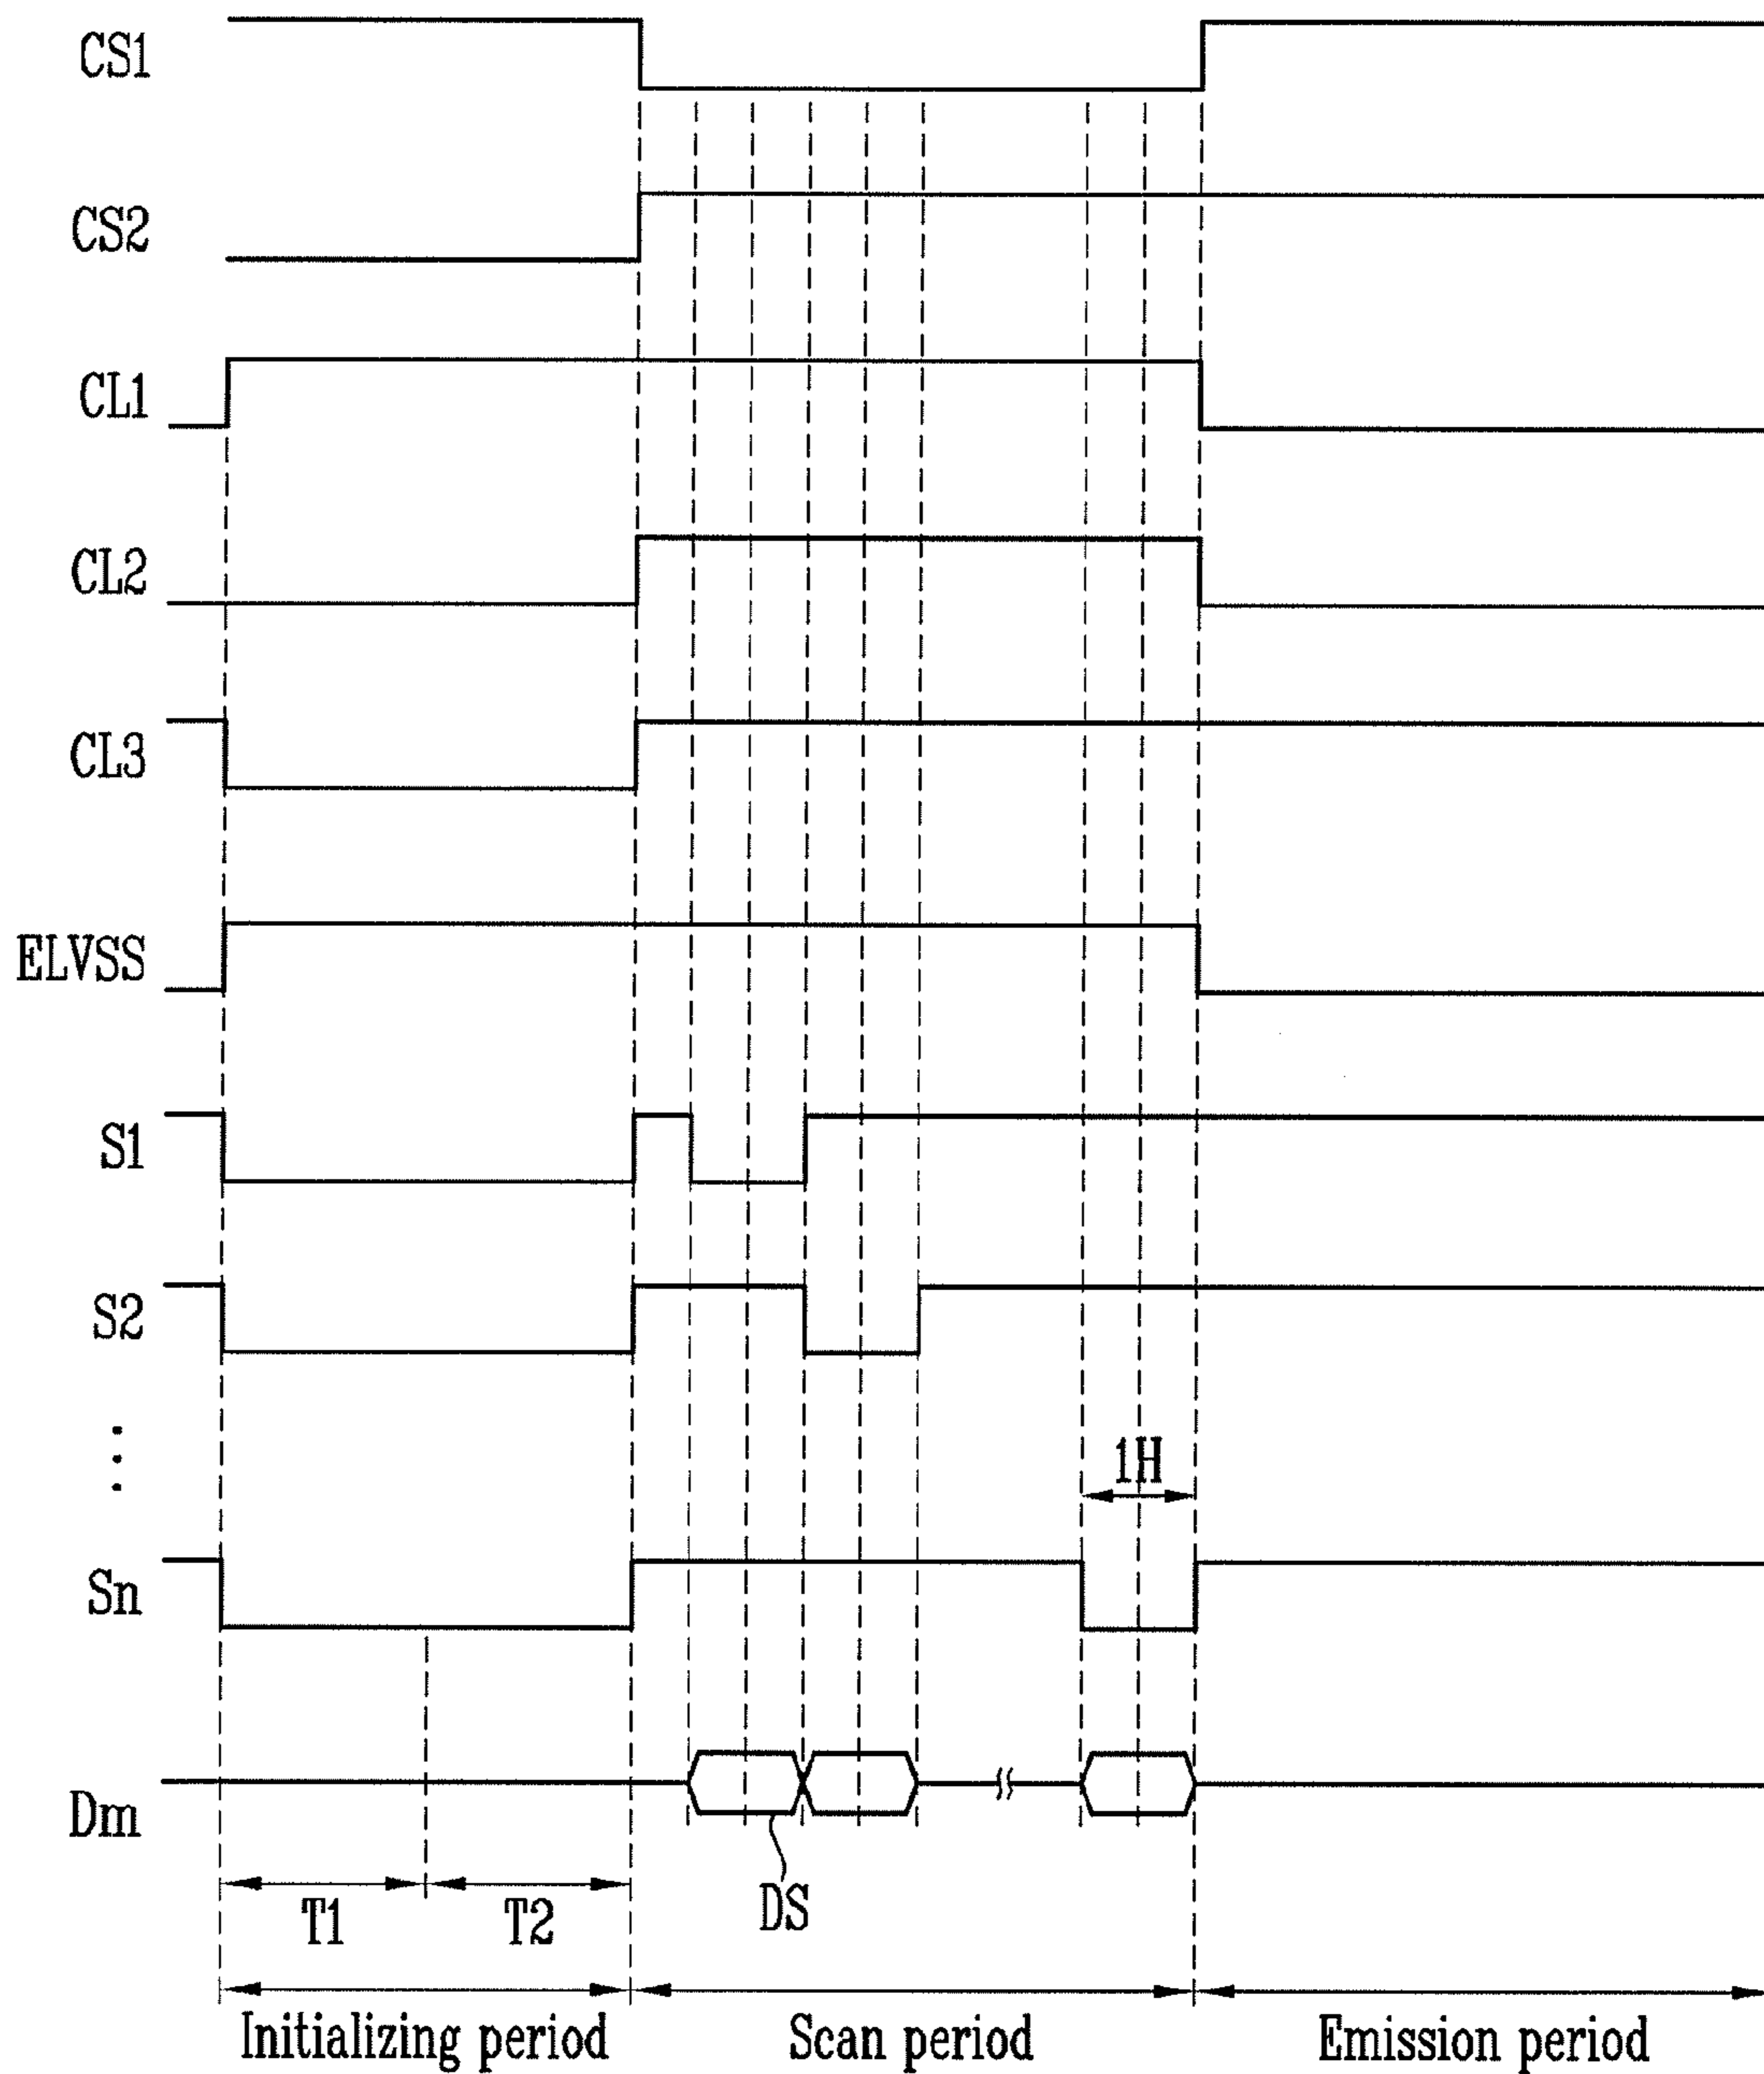 CS1
CS2
CL1
CL2
CL3
ELVSS
S1
S2
1H
Sn
Dm
DS
T1 T2
Initializing period Scan period Emission period